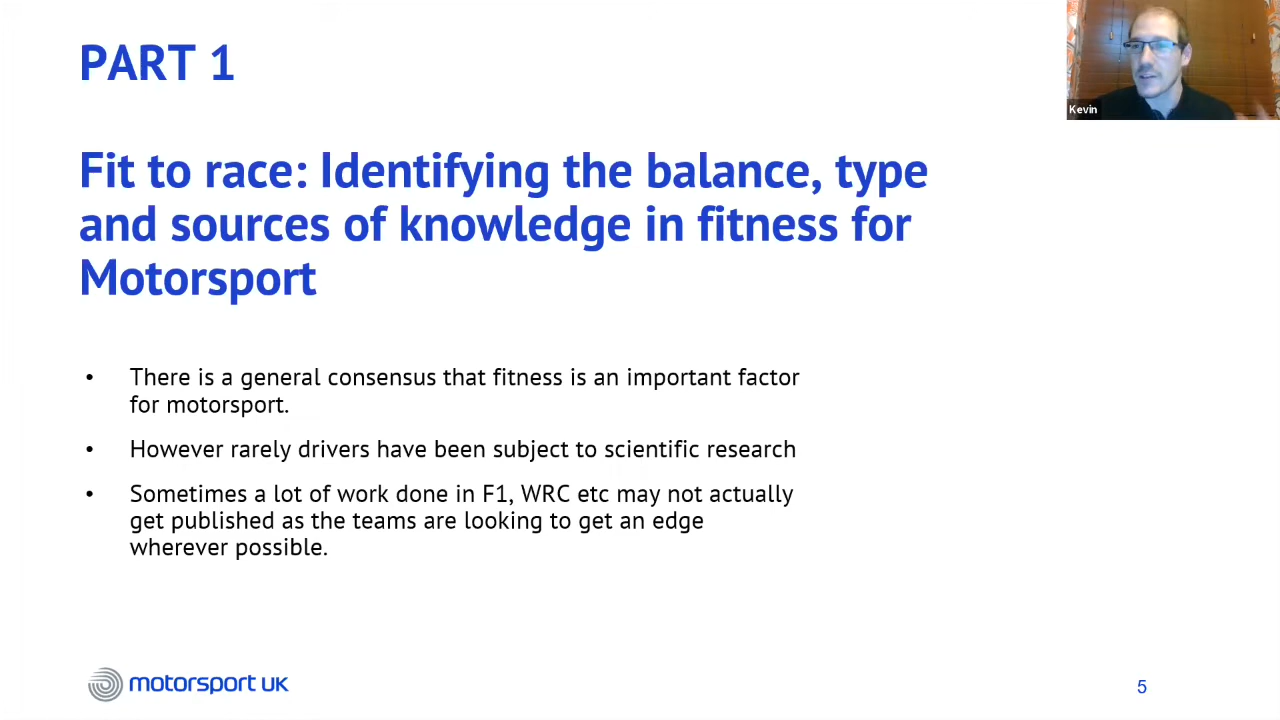 PART 1
Kevin
Fit to race: Identifying the balance, type
and sources of knowledge in fitness for
Motorsport
• There is a general consensus that fitness is an important factor
for motorsport.
• However rarely drivers have been subject to scientific research
• Sometimes a lot of work done in F1, WRC etc may not actually
get published as the teams are looking to get an edge
wherever possible.
motorsport UK
5